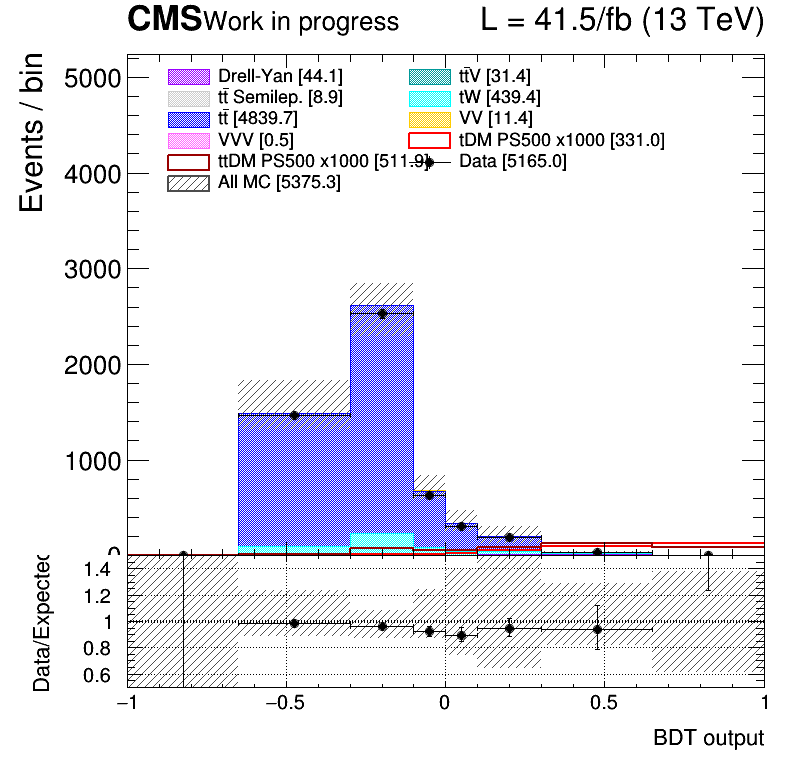 CMS Work in progress L = 41.5/fb (13 TeV)
Events / bin
5000
4000
3000
2000
1000
0
Drell-Yan [44.1] tt̄V [31.4]
tt̄ Semilep. [8.9] tW [439.4]
tt̄ [4839.7] VV [11.4]
VVV [0.5] tDM PS500 x1000 [331.0]
ttDM PS500 x1000 [511.9] Data [5165.0]
All MC [5375.3]
Data/Expected
1.4
1.2
1
0.8
0.6
−1 −0.5 0 0.5 1
BDT output